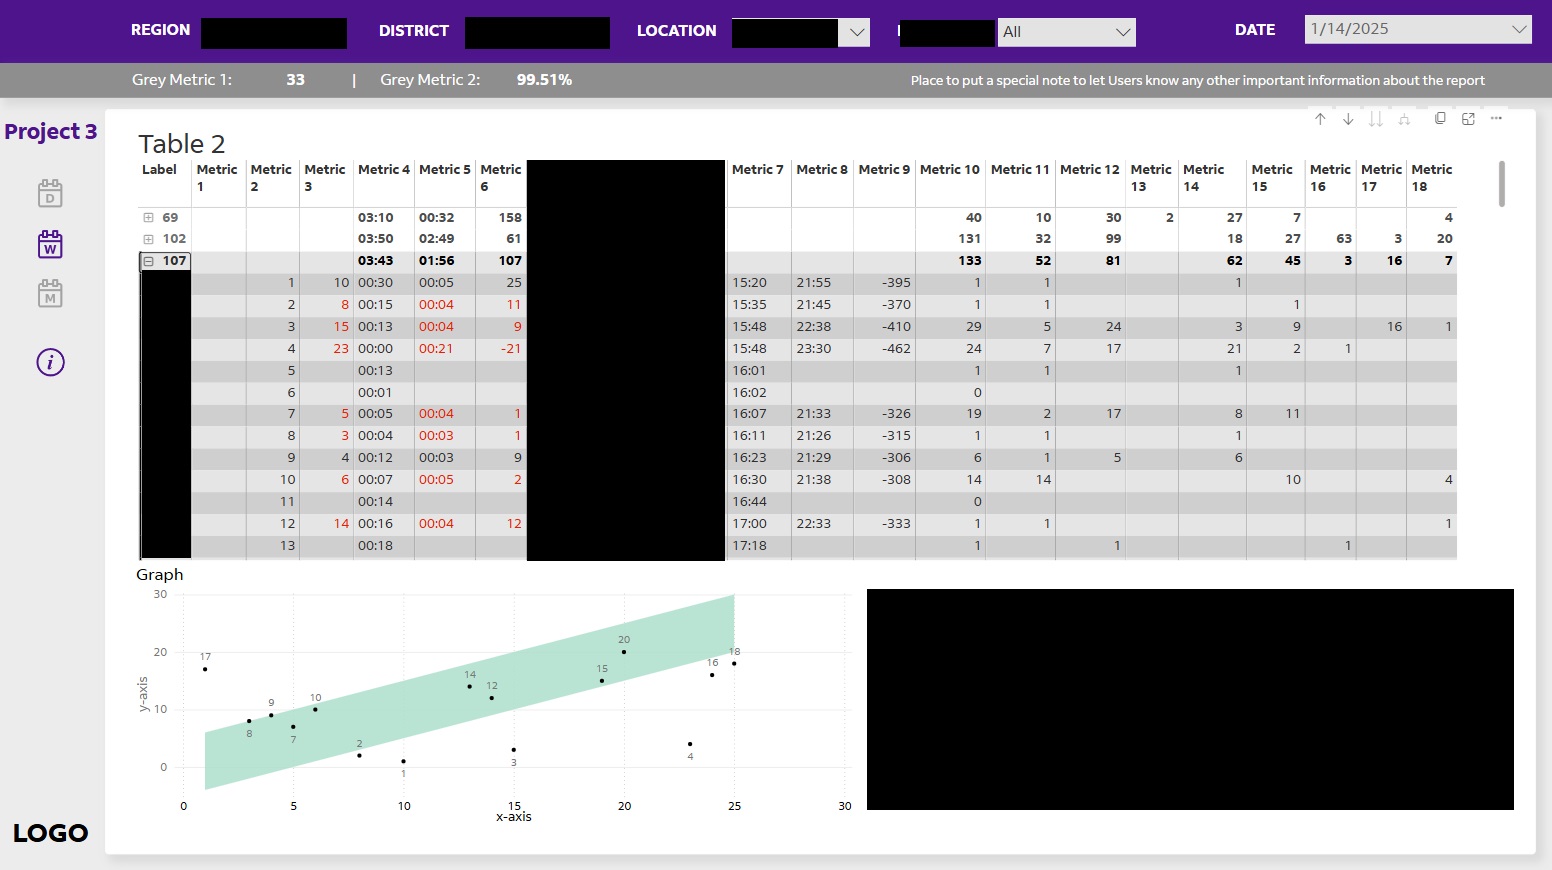 REGION DISTRICT LOCATION All DATE 1/14/2025
Grey Metric 1: 33 | Grey Metric 2: 99.51% Place to put a special note to let Users know any other important information about the report
Project 3
D
W
M
i
LOGO
Table 2
Label Metric 1 Metric 2 Metric 3 Metric 4 Metric 5 Metric 6 Metric 7 Metric 8 Metric 9 Metric 10 Metric 11 Metric 12 Metric 13 Metric 14 Metric 15 Metric 16 Metric 17 Metric 18
69 03:10 00:32 158 40 10 30 2 27 7 4
102 03:50 02:49 61 131 32 99 18 27 63 3 20
107 03:43 01:56 107 133 52 81 62 45 3 16 7
1 10 00:30 00:05 25 15:20 21:55 -395 1 1 1
2 8 00:15 00:04 11 15:35 21:45 -370 1 1 1
3 15 00:13 00:04 9 15:48 22:38 -410 29 5 24 3 9 16 1
4 23 00:00 00:21 -21 15:48 23:30 -462 24 7 17 21 2 1
5 00:13 16:01 1 1 1
6 00:01 16:02 0
7 5 00:05 00:04 1 16:07 21:33 -326 19 2 17 8 11
8 3 00:04 00:03 1 16:11 21:26 -315 1 1 1
9 4 00:12 00:03 9 16:23 21:29 -306 6 1 5 6
10 6 00:07 00:05 2 16:30 21:38 -308 14 14 10 4
11 00:14 16:44 0
12 14 00:16 00:04 12 17:00 22:33 -333 1 1 1
13 00:18 17:18 1 1 1
Graph
30
20
10
0
y-axis
17
8
9
7
10
2
1
14
12
3
15
20
4
16
18
0 5 10 15 20 25 30
x-axis